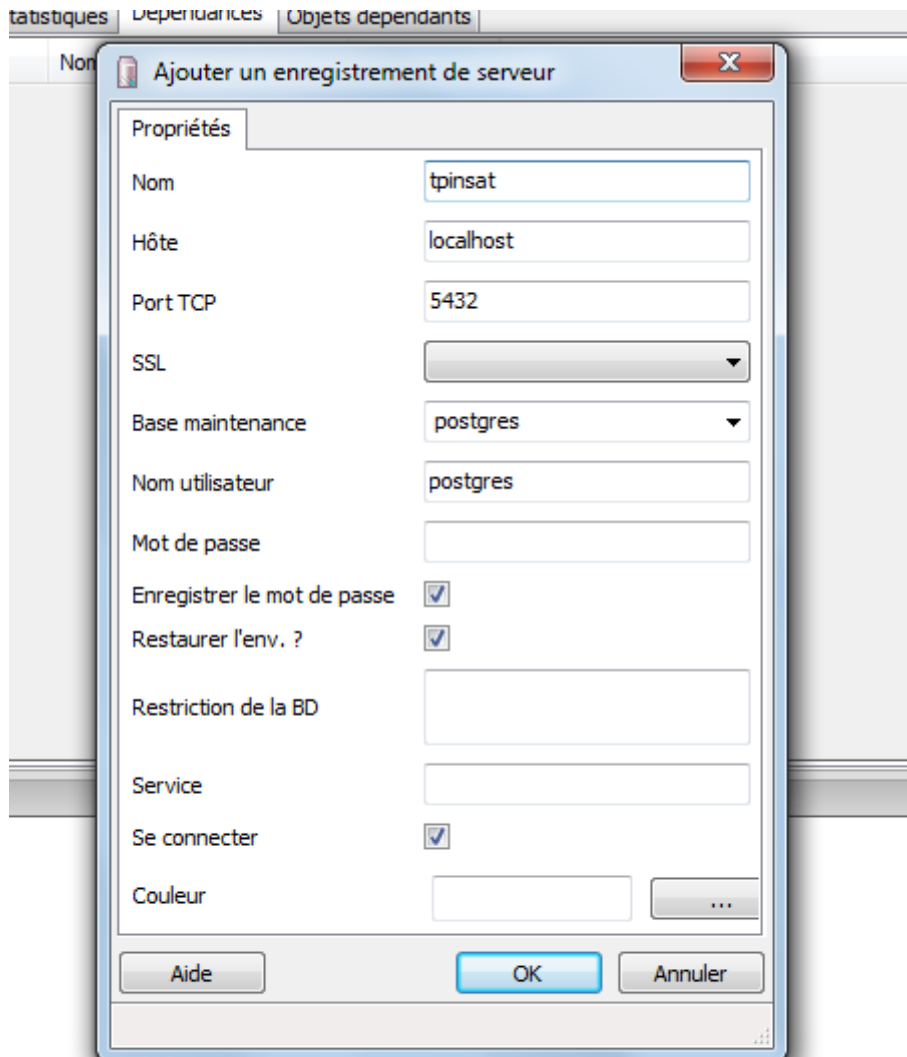 tatistiques Dépendances Objets dépendants
Nom
Ajouter un enregistrement de serveur
Propriétés
Nom tpinsat
Hôte localhost
Port TCP 5432
SSL
Base maintenance postgres
Nom utilisateur postgres
Mot de passe
Enregistrer le mot de passe
Restaurer l'env. ?
Restriction de la BD
Service
Se connecter
Couleur ...
Aide OK Annuler